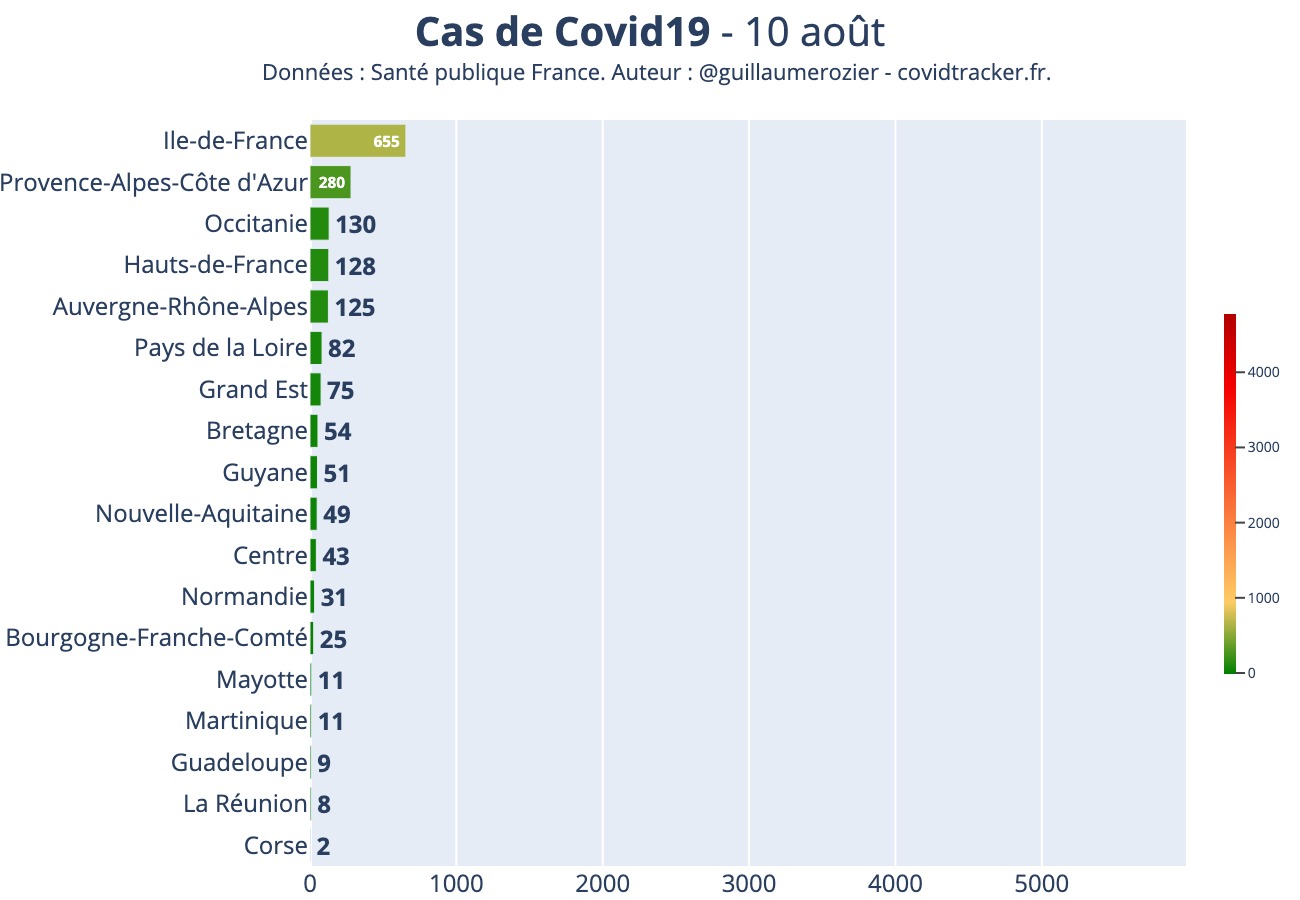 Cas de Covid19 - 10 août
Données : Santé publique France. Auteur : @guillaumerozier - covidtracker.fr.
Ile-de-France 655
Provence-Alpes-Côte d'Azur 280
Occitanie 130
Hauts-de-France 128
Auvergne-Rhône-Alpes 125
Pays de la Loire 82
Grand Est 75
Bretagne 54
Guyane 51
Nouvelle-Aquitaine 49
Centre 43
Normandie 31
Bourgogne-Franche-Comté 25
Mayotte 11
Martinique 11
Guadeloupe 9
La Réunion 8
Corse 2
0 1000 2000 3000 4000 5000
4000
3000
2000
1000
0